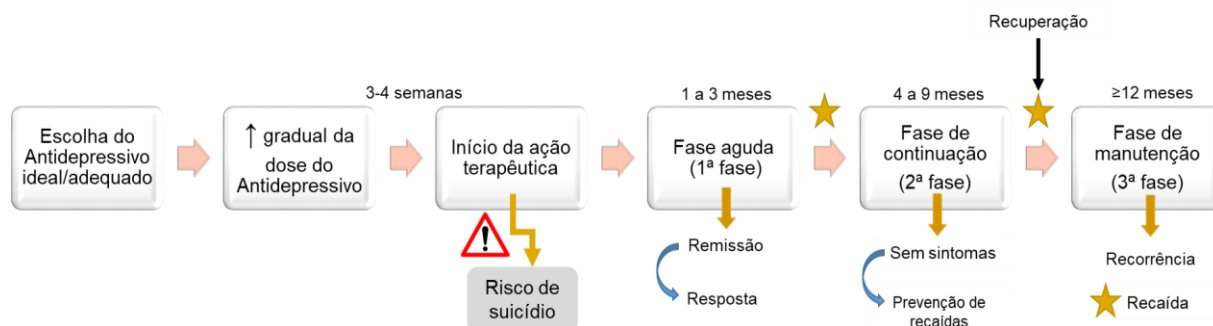 Recuperação
3-4 semanas
1 a 3 meses
4 a 9 meses
≥12 meses
Escolha do
Antidepressivo
ideal/adequado
↑ gradual da
dose do
Antidepressivo
Início da ação
terapêutica
Fase aguda
(1ª fase)
Fase de
continuação
(2ª fase)
Fase de
manutenção
(3ª fase)
!
Risco de
suicídio
Remissão
Resposta
Sem sintomas
Prevenção de
recaídas
Recorrência
Recaída